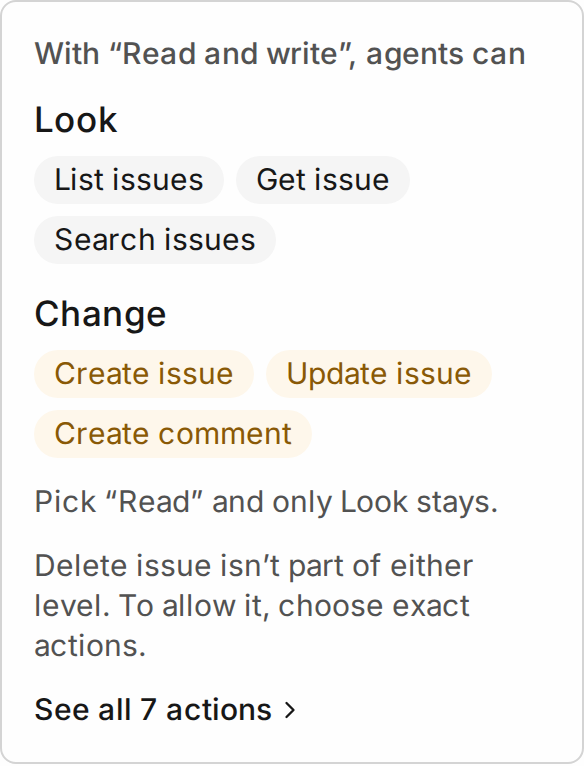 With “Read and write”, agents can
Look
List issues Get issue
Search issues
Change
Create issue Update issue
Create comment
Pick “Read” and only Look stays.
Delete issue isn’t part of either
level. To allow it, choose exact
actions.
See all 7 actions